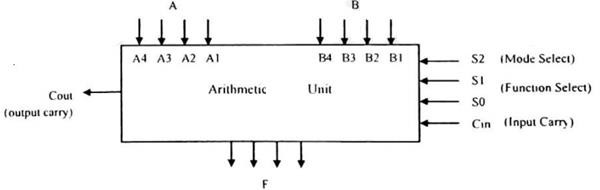 A B
A4 A3 A2 A1 B4 B3 B2 B1
S2 (Mode Select)
S1 (Function Select)
S0
Cin (Input Carry)
Cout
(output carry)
Arithmetic Unit
F